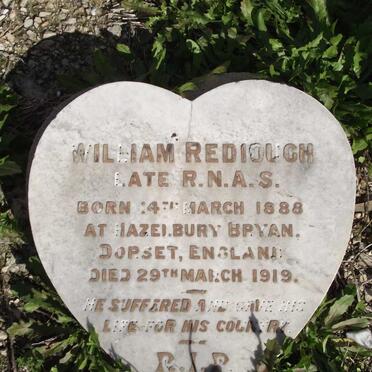 WILLIAM REDIOUGH
LATE R.N.A.S.
BORN 14TH MARCH 1888
AT HAZELBURY BRYAN.
DORSET, ENGLAND
DIED 29TH MARCH 1919.
HE SUFFERED AND GAVE HIS
LIFE FOR HIS COUNTRY
R.I.P.